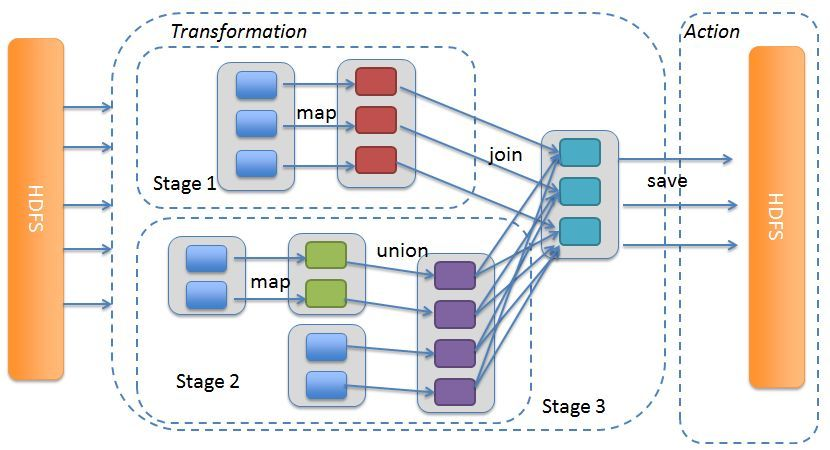 Transformation
Action
HDFS
map
Stage 1
join
save
HDFS
union
map
Stage 2
Stage 3